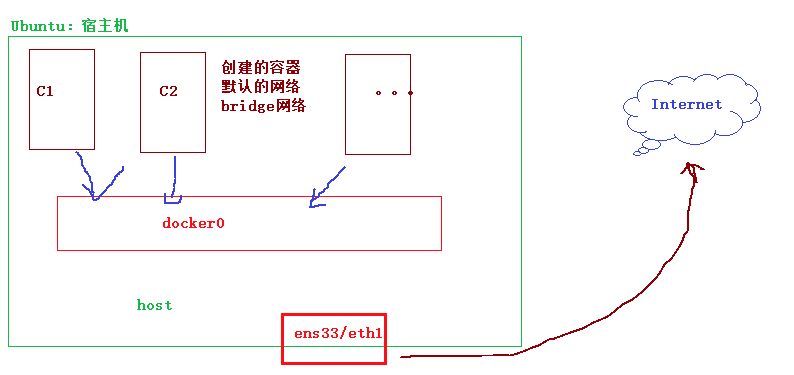 Ubuntu：宿主机
C1
C2
创建的容器
默认的网络
bridge网络
Internet
docker0
host
ens33/eth1